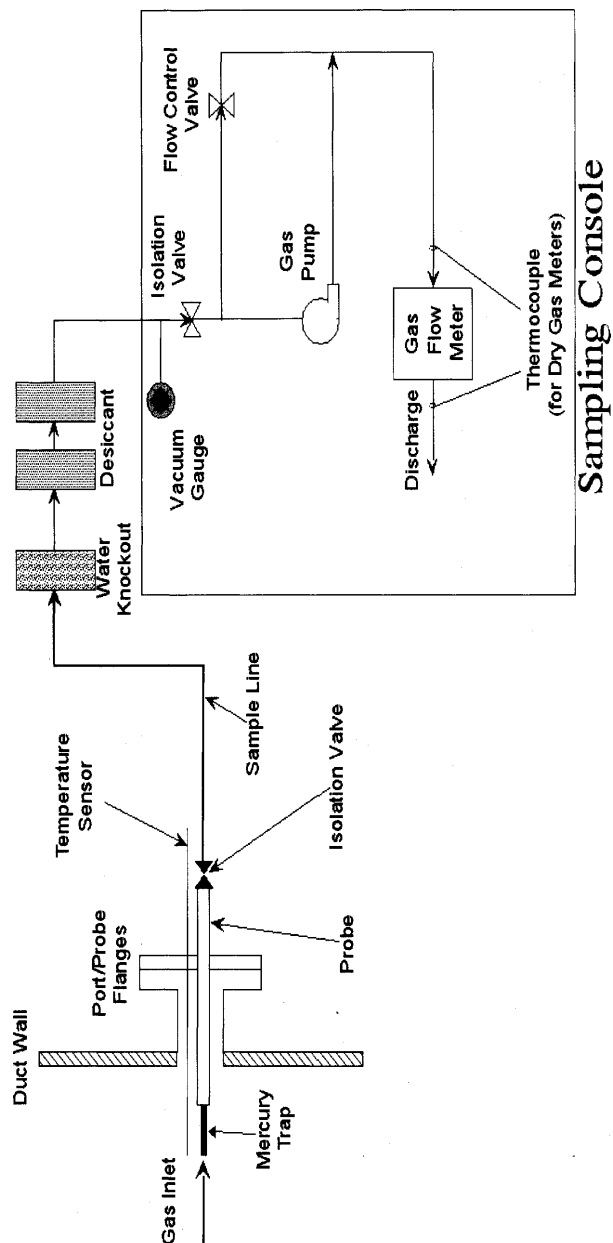 Gas Inlet
Mercury
Trap
Duct Wall
Port/Probe
Flanges
Probe
Temperature
Sensor
Isolation Valve
Sample Line
Water
Knockout
Desiccant
Vacuum
Gauge
Isolation
Valve
Flow Control
Valve
Gas
Pump
Gas
Flow
Meter
Discharge
Thermocouple
(for Dry Gas Meters)
Sampling Console